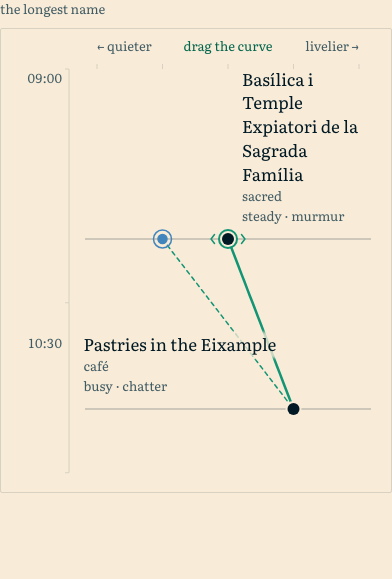 the longest name
← quieter drag the curve livelier →
09:00
Basílica i
Temple
Expiatori de la
Sagrada
Família
sacred
steady · murmur
10:30
Pastries in the Eixample
café
busy · chatter